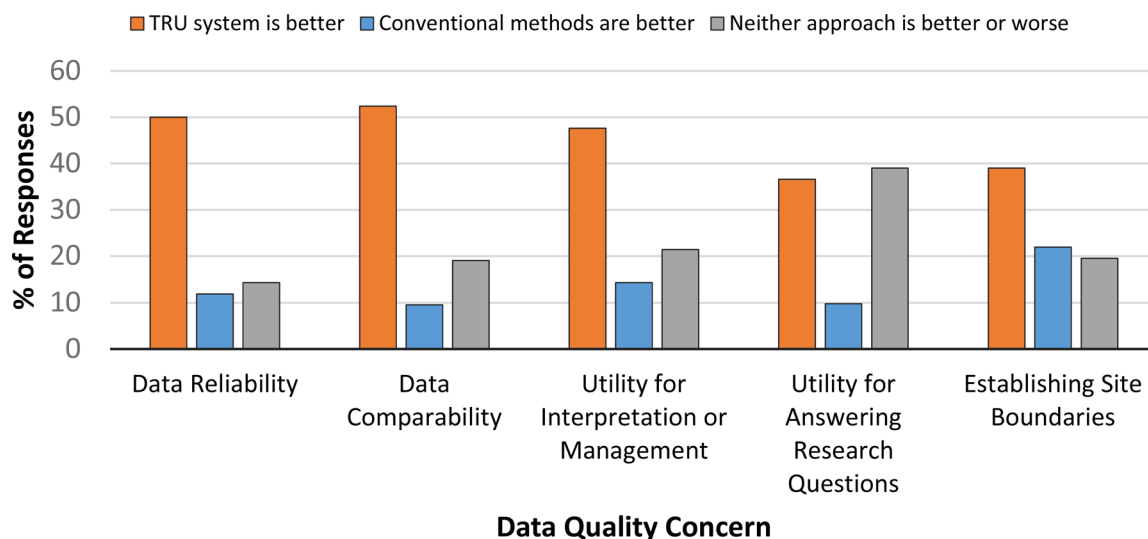 TRU system is better Conventional methods are better Neither approach is better or worse
% of Responses
60
50
40
30
20
10
0
Data Reliability
Data
Comparability
Utility for
Interpretation or
Management
Utility for
Answering
Research
Questions
Establishing Site
Boundaries
Data Quality Concern